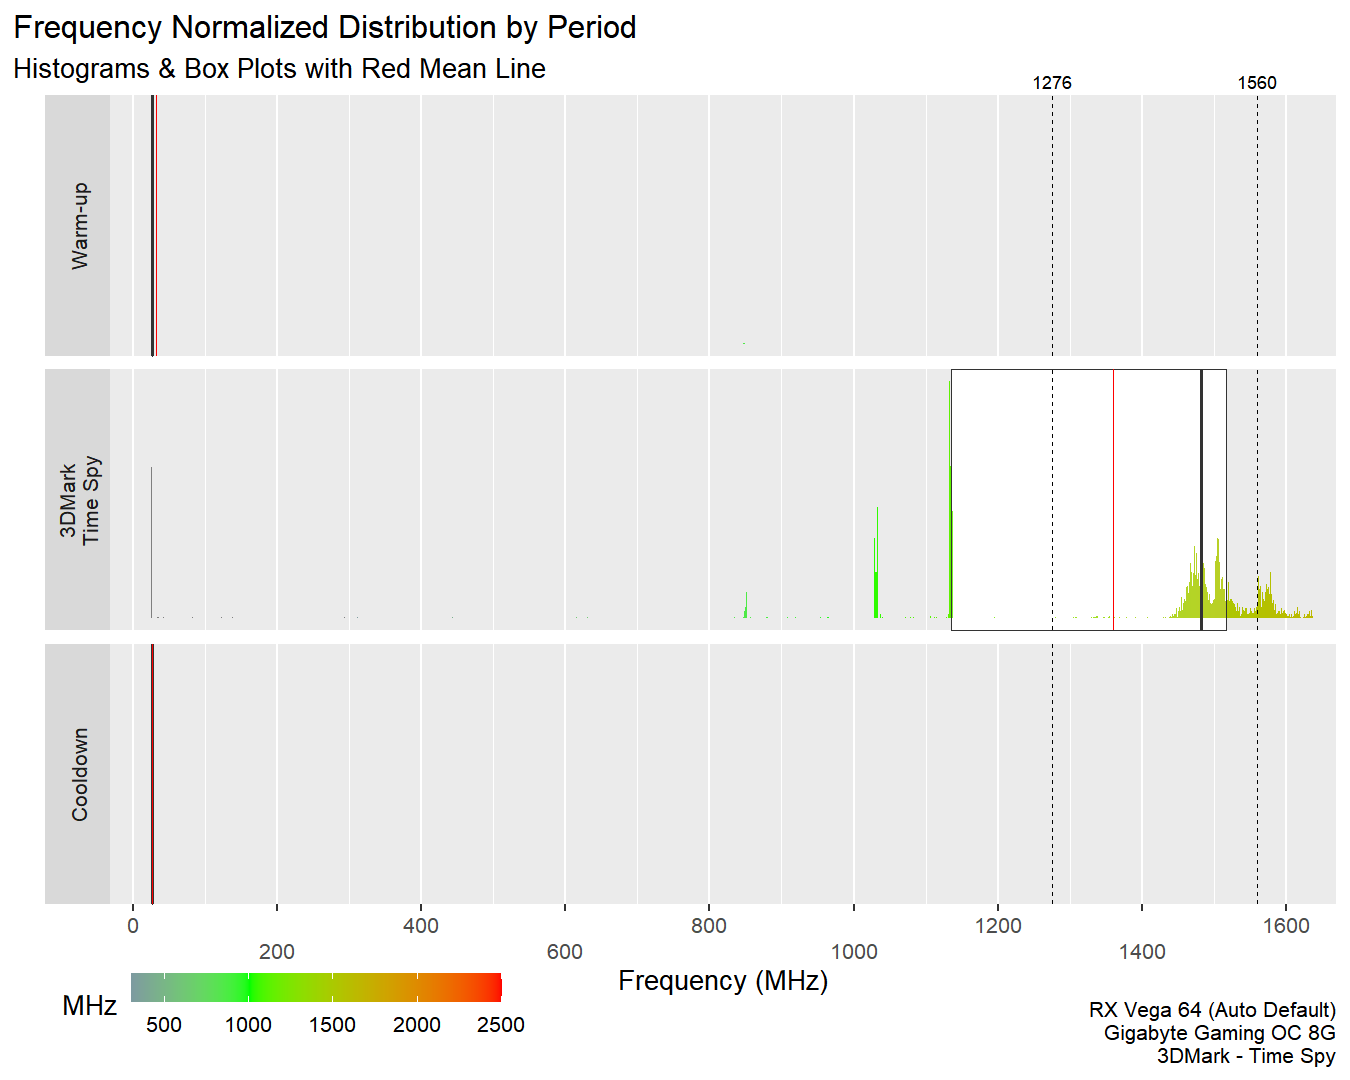 Frequency Normalized Distribution by Period
Histograms & Box Plots with Red Mean Line
1276 1560
Warm-up
3DMark
Time Spy
Cooldown
0 400 800 1200 1600
200 600 1000 1400
Frequency (MHz)
MHz
500 1000 1500 2000 2500
RX Vega 64 (Auto Default)
Gigabyte Gaming OC 8G
3DMark - Time Spy